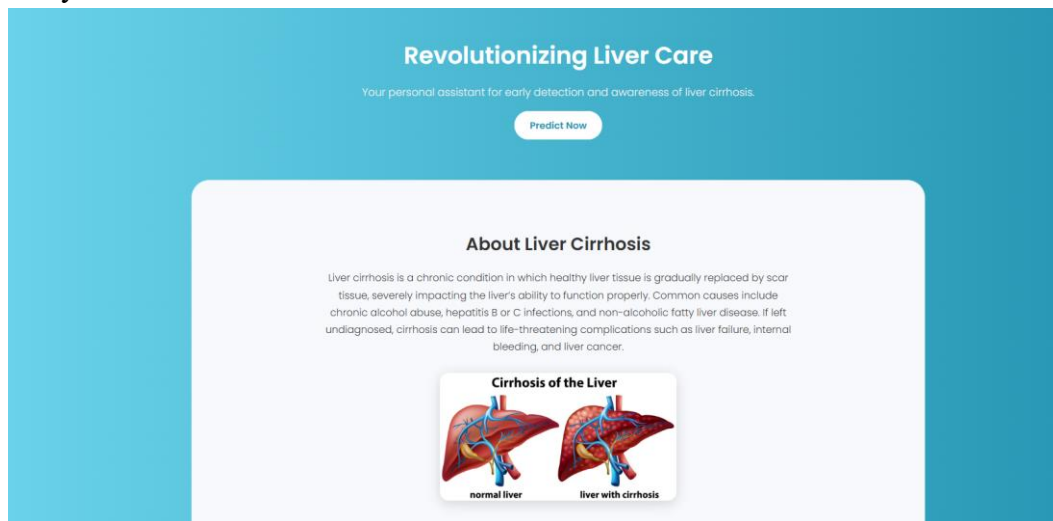 Revolutionizing Liver Care
Your personal assistant for early detection and awareness of liver cirrhosis.
Predict Now
About Liver Cirrhosis
Liver cirrhosis is a chronic condition in which healthy liver tissue is gradually replaced by scar
tissue, severely impacting the liver's ability to function properly. Common causes include
chronic alcohol abuse, hepatitis B or C infections, and non-alcoholic fatty liver disease. If left
undiagnosed, cirrhosis can lead to life-threatening complications such as liver failure, internal
bleeding, and liver cancer.
Cirrhosis of the Liver
normal liver
liver with cirrhosis